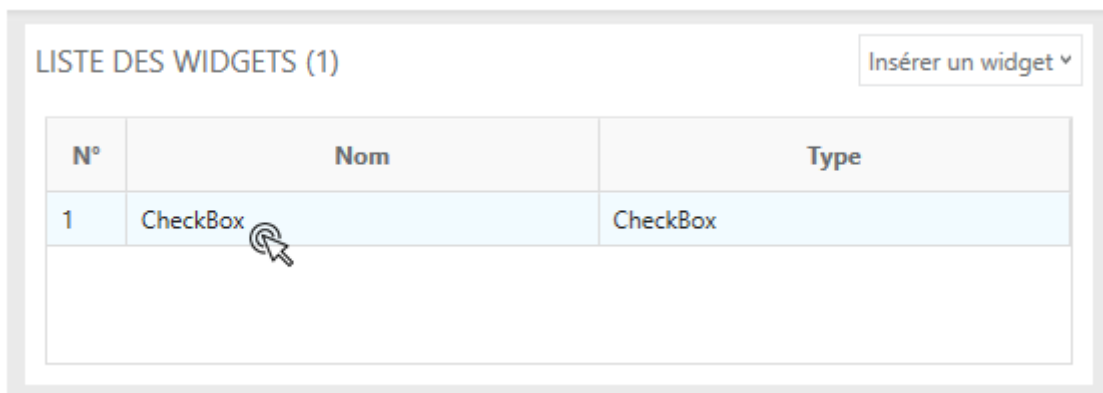 LISTE DES WIDGETS (1)
Insérer un widget
N° Nom Type
1 CheckBox CheckBox